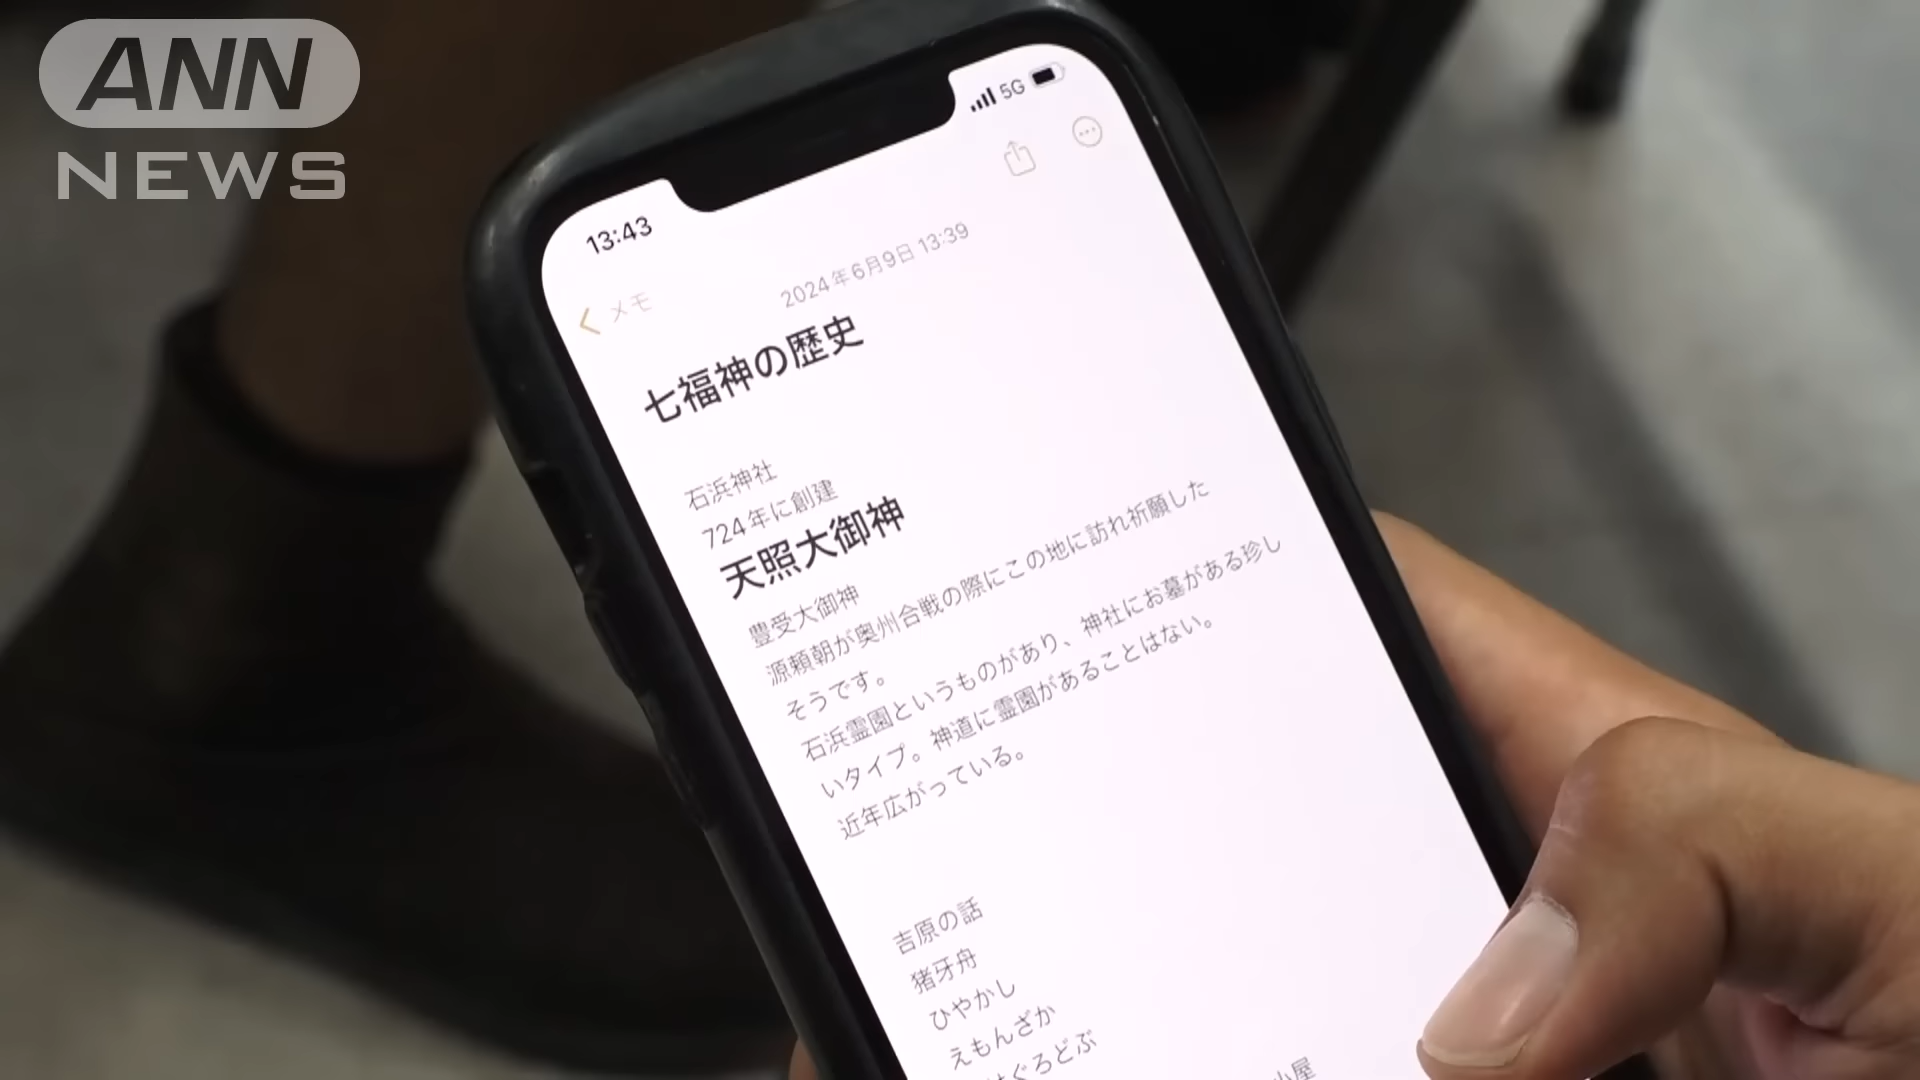 ANN
NEWS
13:43
5G
メモ
2024年6月9日 13:39
七福神の歴史
石浜神社
724年に創建
天照大御神
豊受大御神
源頼朝が奥州合戦の際にこの地に訪れ祈願した
そうです。
石浜霊園というものがあり、神社にお墓がある珍し
いタイプ。神道に霊園があることはない。
近年広がっている。
吉原の話
猪牙舟
ひやかし
えもんざか
はぐろどぶ
小屋